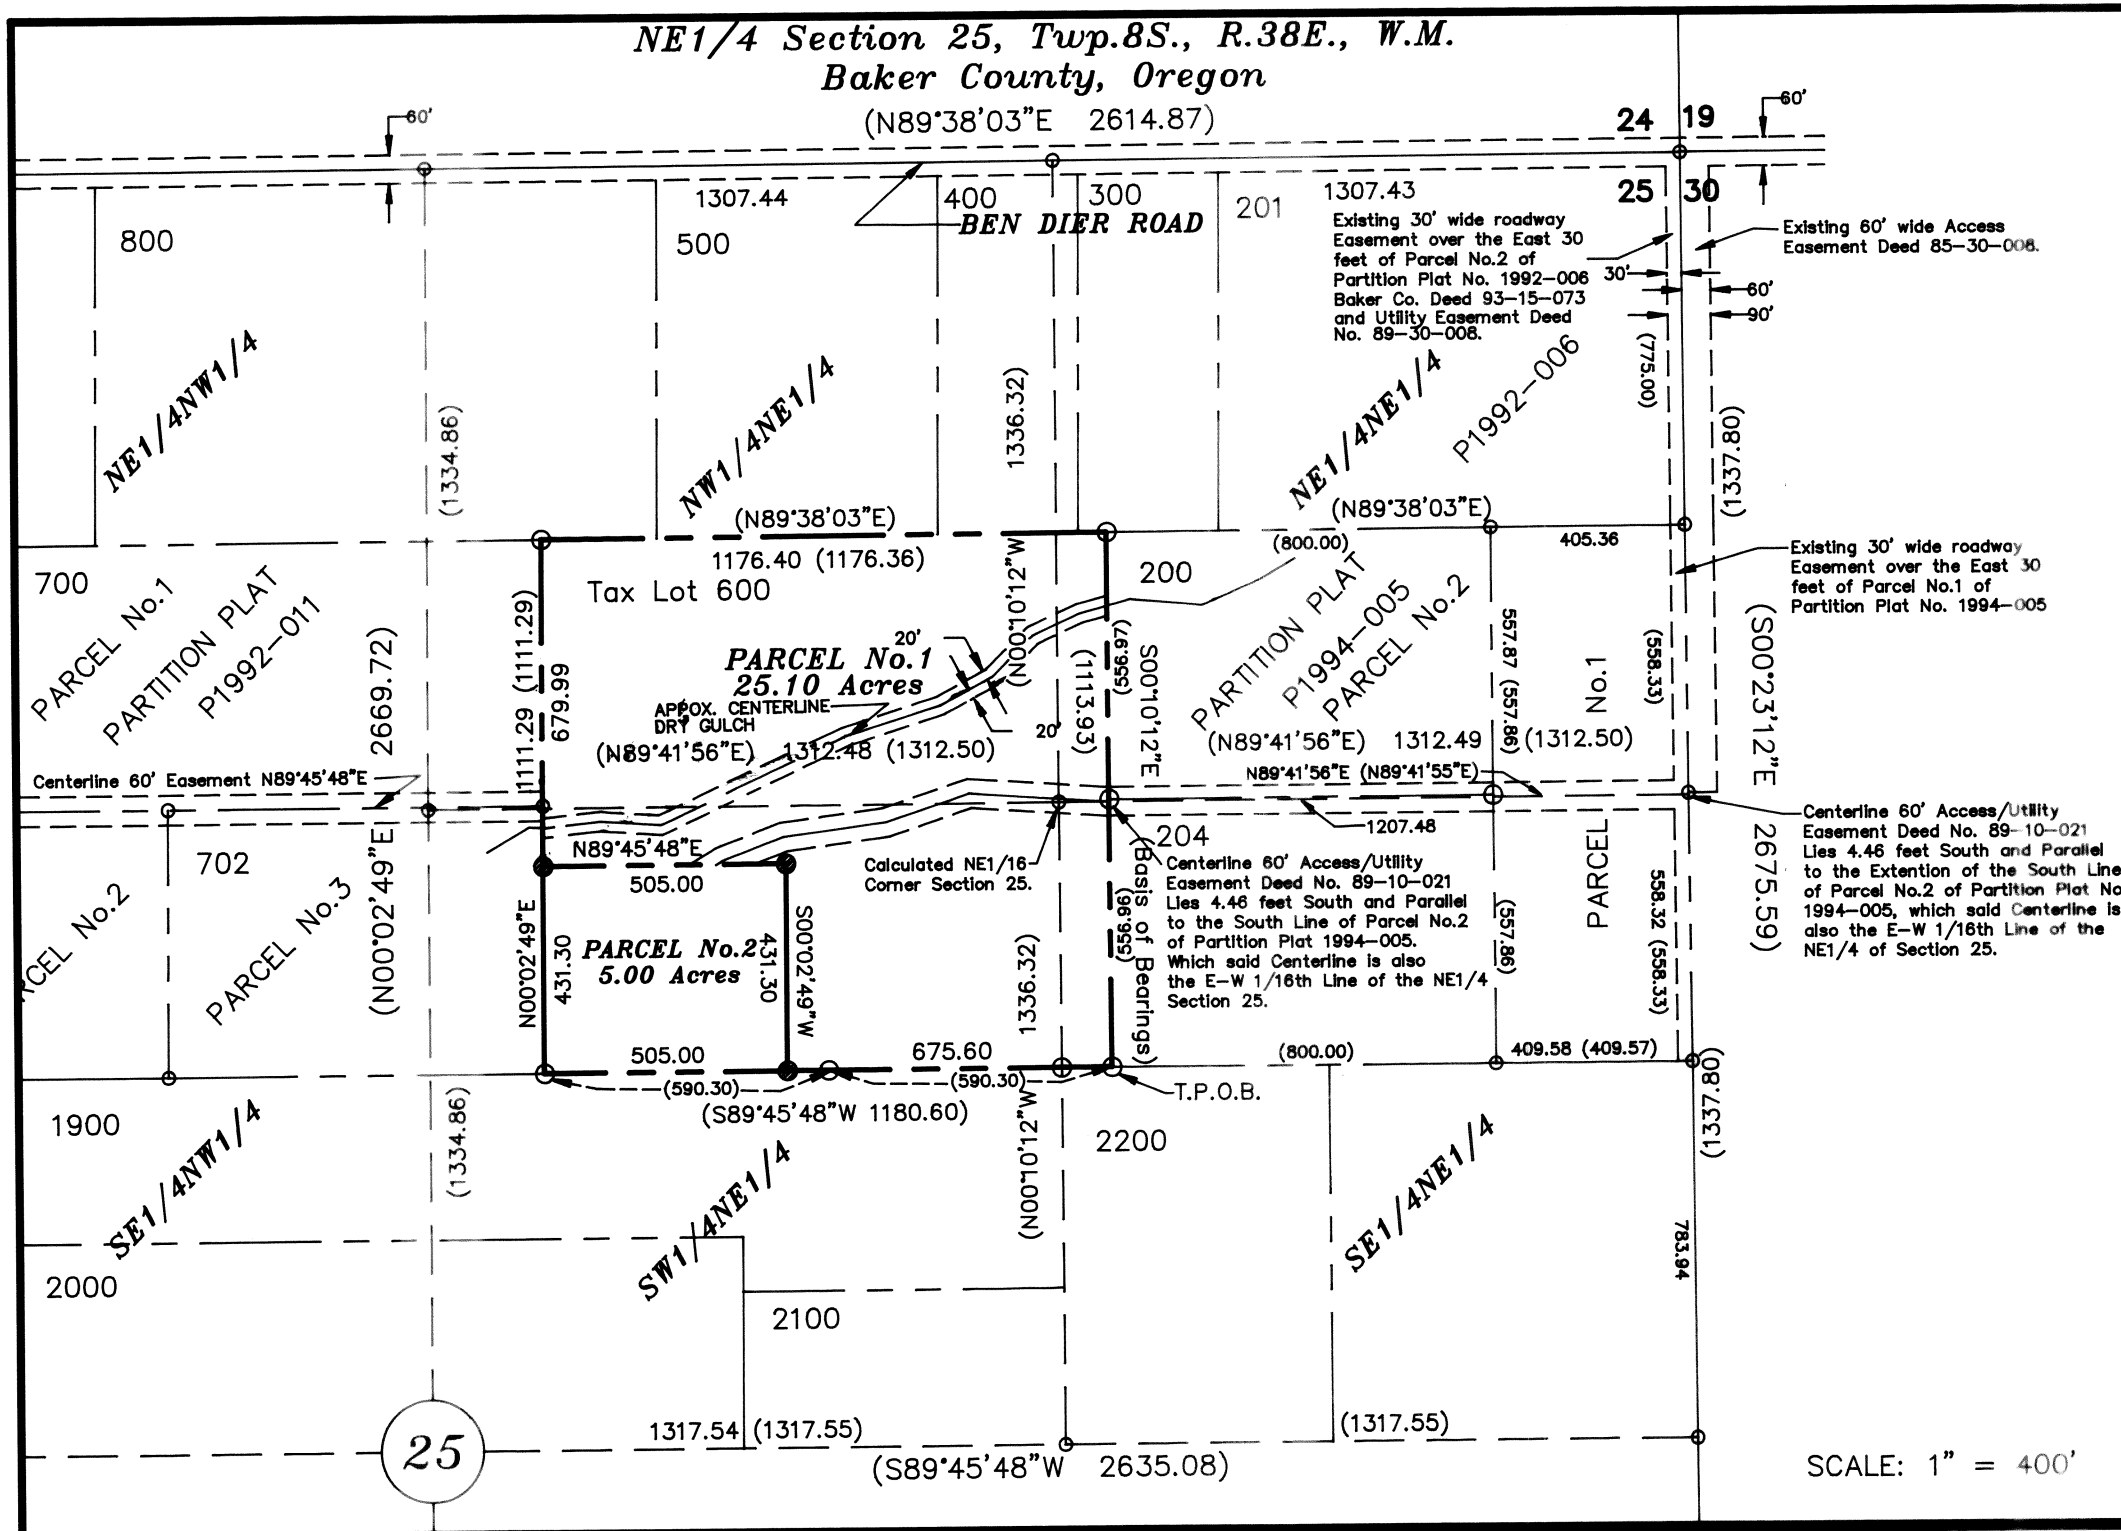 NE1/4 Section 25, Twp.8S., R.38E., W.M.
Baker County, Oregon
(N89°38'03"E 2614.87)
60'
60'
24 19
25 30
1307.44
1307.43
800
500
400
300
201
BEN DIER ROAD
Existing 30' wide roadway
Easement over the East 30
feet of Parcel No.2 of
Partition Plat No. 1992-006
Baker Co. Deed 93-15-073
and Utility Easement Deed
No. 89-30-008.
Existing 60' wide Access
Easement Deed 85-30-008.
30'
60'
90'
(775.00)
(1337.80)
NE1/4NW1/4
(1334.86)
NW1/4NE1/4
1336.32)
NE1/4NE1/4
P1992-006
(N89°38'03"E)
(N89°38'03"E)
1176.40 (1176.36)
(800.00)
405.36
Existing 30' wide roadway
Easement over the East 30
feet of Parcel No.1 of
Partition Plat No. 1994-005
700
PARCEL No.1
PARTITION PLAT
P1992-011
Tax Lot 600
200
1111.29 (1111.29)
679.99
(N00°10'12"W
PARCEL No.1
25.10 Acres
20'
20'
APPOX. CENTERLINE
DRY GULCH
(N89°41'56"E) 1312.48 (1312.50)
(1113.93)
(556.97)
S00°10'12"E
PARTITION PLAT
P1994-005
PARCEL No.2
557.87 (557.86)
PARCEL No.1
(558.33)
(S00°23'12"E 2675.59)
(N89°41'56"E) 1312.49 (1312.50)
N89°41'56"E (N89°41'55"E)
Centerline 60' Easement N89°45'48"E
(N00°02'49"E 2669.72)
1207.48
204
702
N89°45'48"E
505.00
Calculated NE1/16
Corner Section 25.
Centerline 60' Access/Utility
Easement Deed No. 89-10-021
Lies 4.46 feet South and Parallel
to the South Line of Parcel No.2
of Partition Plat 1994-005.
Which said Centerline is also
the E-W 1/16th Line of the NE1/4
Section 25.
Centerline 60' Access/Utility
Easement Deed No. 89-10-021
Lies 4.46 feet South and Parallel
to the Extention of the South Line
of Parcel No.2 of Partition Plat No
1994-005, which said Centerline is
also the E-W 1/16th Line of the
NE1/4 of Section 25.
RCEL No.2
PARCEL No.3
N00°02'49"E
431.30
PARCEL No.2
5.00 Acres
431.30
S00°02'49"W
1336.32)
(556.96)
(Basis of Bearings)
(557.86)
558.32 (558.33)
505.00
675.60
(800.00)
409.58 (409.57)
(590.30)
(590.30)
(S89°45'48"W 1180.60)
T.P.O.B.
1900
SE1/4NW1/4
(1334.86)
SW1/4NE1/4
(N00°10'12"W
2200
SE1/4NE1/4
(1337.80)
783.94
2000
2100
25
1317.54 (1317.55)
(1317.55)
(S89°45'48"W 2635.08)
SCALE: 1" = 400'